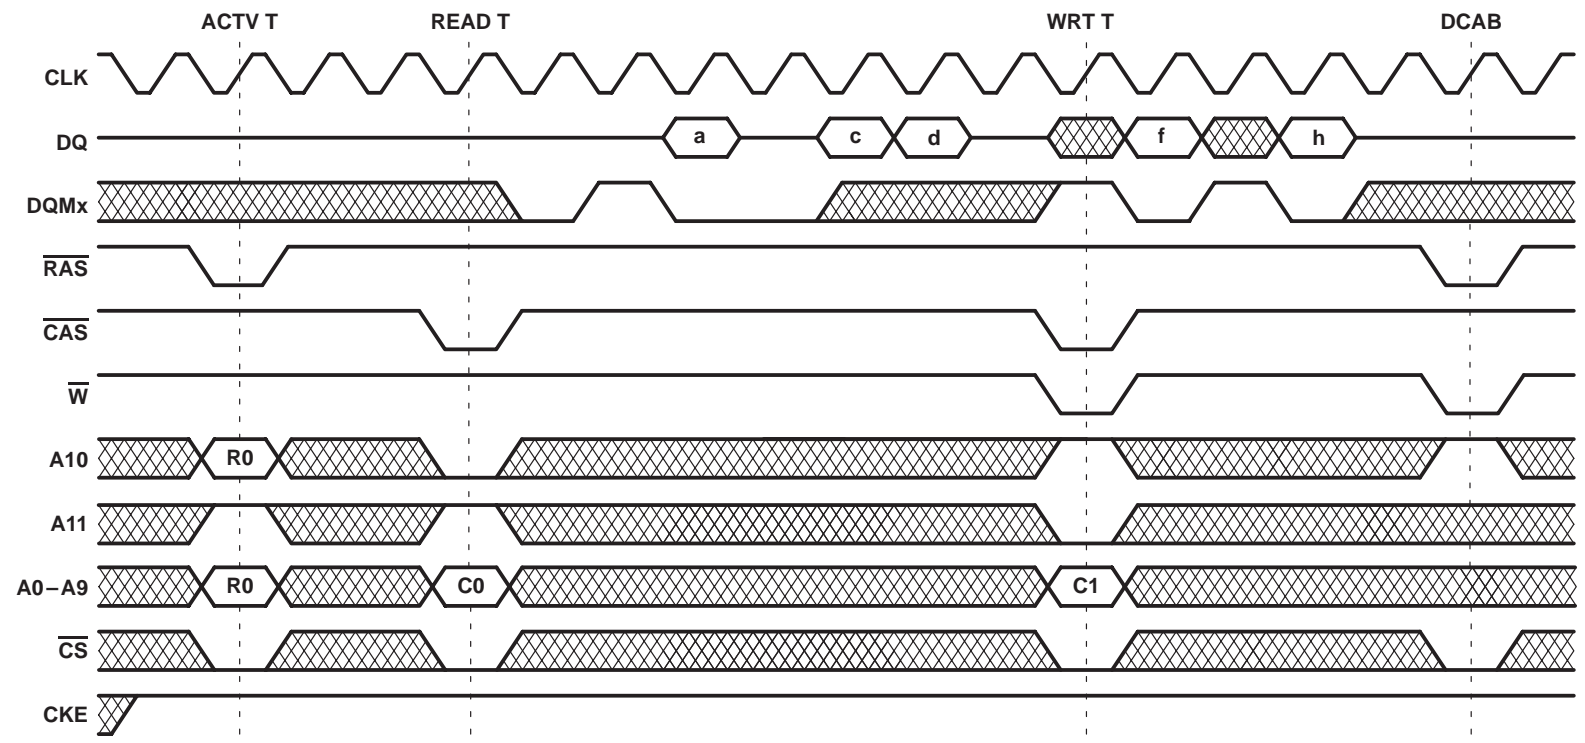 ACTV T READ T WRT T DCAB
CLK
DQ a c d f h
DQMx
RAS
CAS
W
A10 R0
A11
A0–A9 R0 C0 C1
CS
CKE